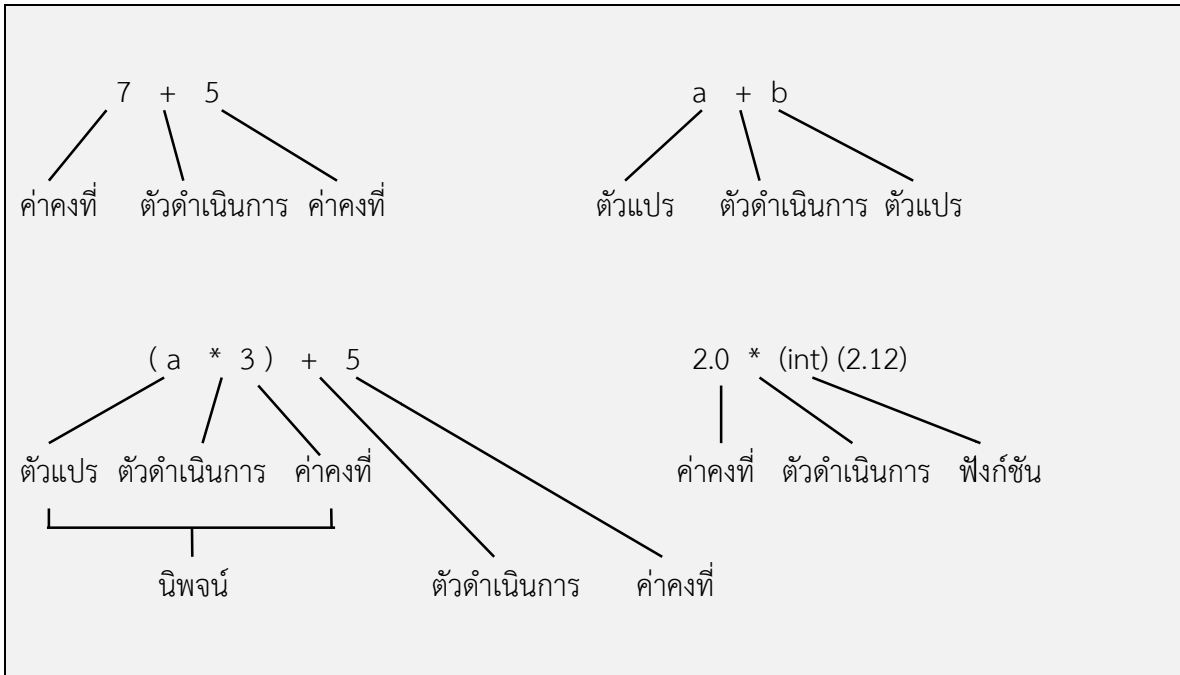 7 + 5
ค่าคงที่ ตัวดำเนินการ ค่าคงที่
a + b
ตัวแปร ตัวดำเนินการ ตัวแปร
( a * 3 ) + 5
ตัวแปร ตัวดำเนินการ ค่าคงที่
นิพจน์ ตัวดำเนินการ ค่าคงที่
2.0 * (int) (2.12)
ค่าคงที่ ตัวดำเนินการ ฟังก์ชัน